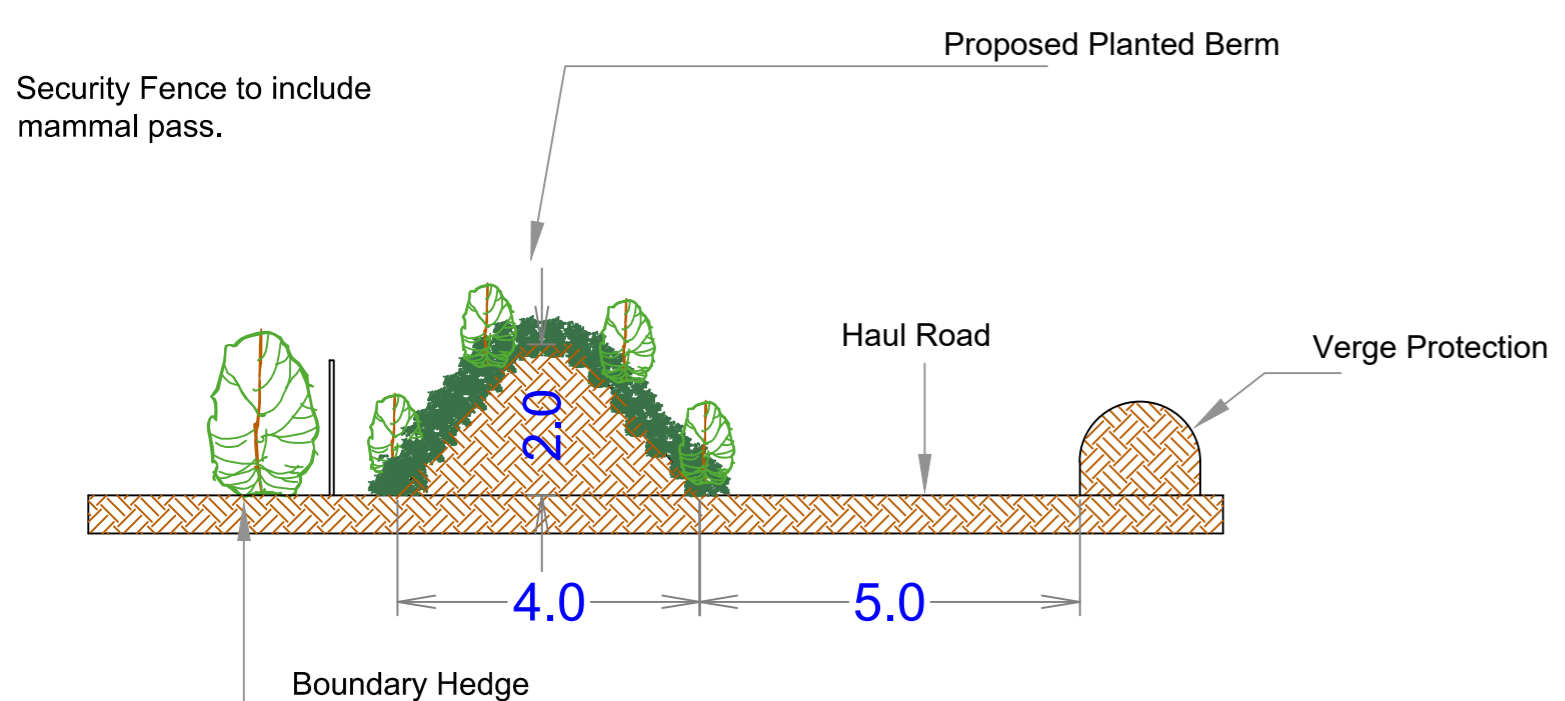 Proposed Planted Berm
Security Fence to include
mammal pass.
Haul Road
Verge Protection
2.0
4.0
5.0
Boundary Hedge